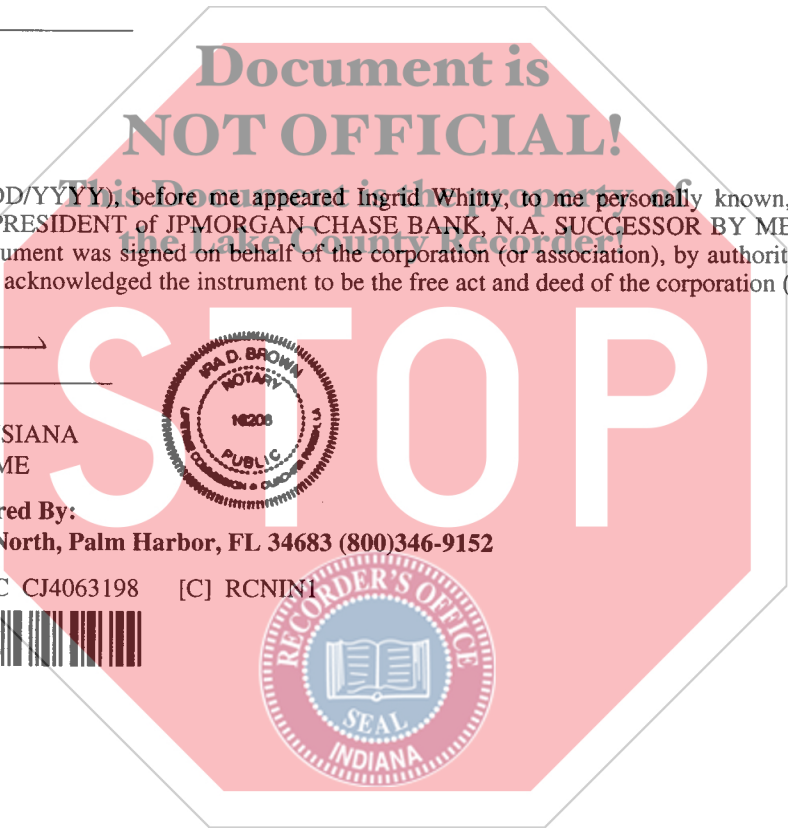 Document is
NOT OFFICIAL!
This Document is the property of
the Lake County Recorder!
DD/YYYY), before me appeared Ingrid Whitty, to me personally known,
PRESIDENT of JPMORGAN CHASE BANK, N.A. SUCCESSOR BY ME
ument was signed on behalf of the corporation (or association), by authorit
acknowledged the instrument to be the free act and deed of the corporation (
STOP
IRA D. BROWN
NOTARY
PUBLIC
SIANA
ME
red By:
North, Palm Harbor, FL 34683 (800)346-9152
C CJ4063198 [C] RCNIN1
RECORDER'S OFFICE
SEAL
INDIANA